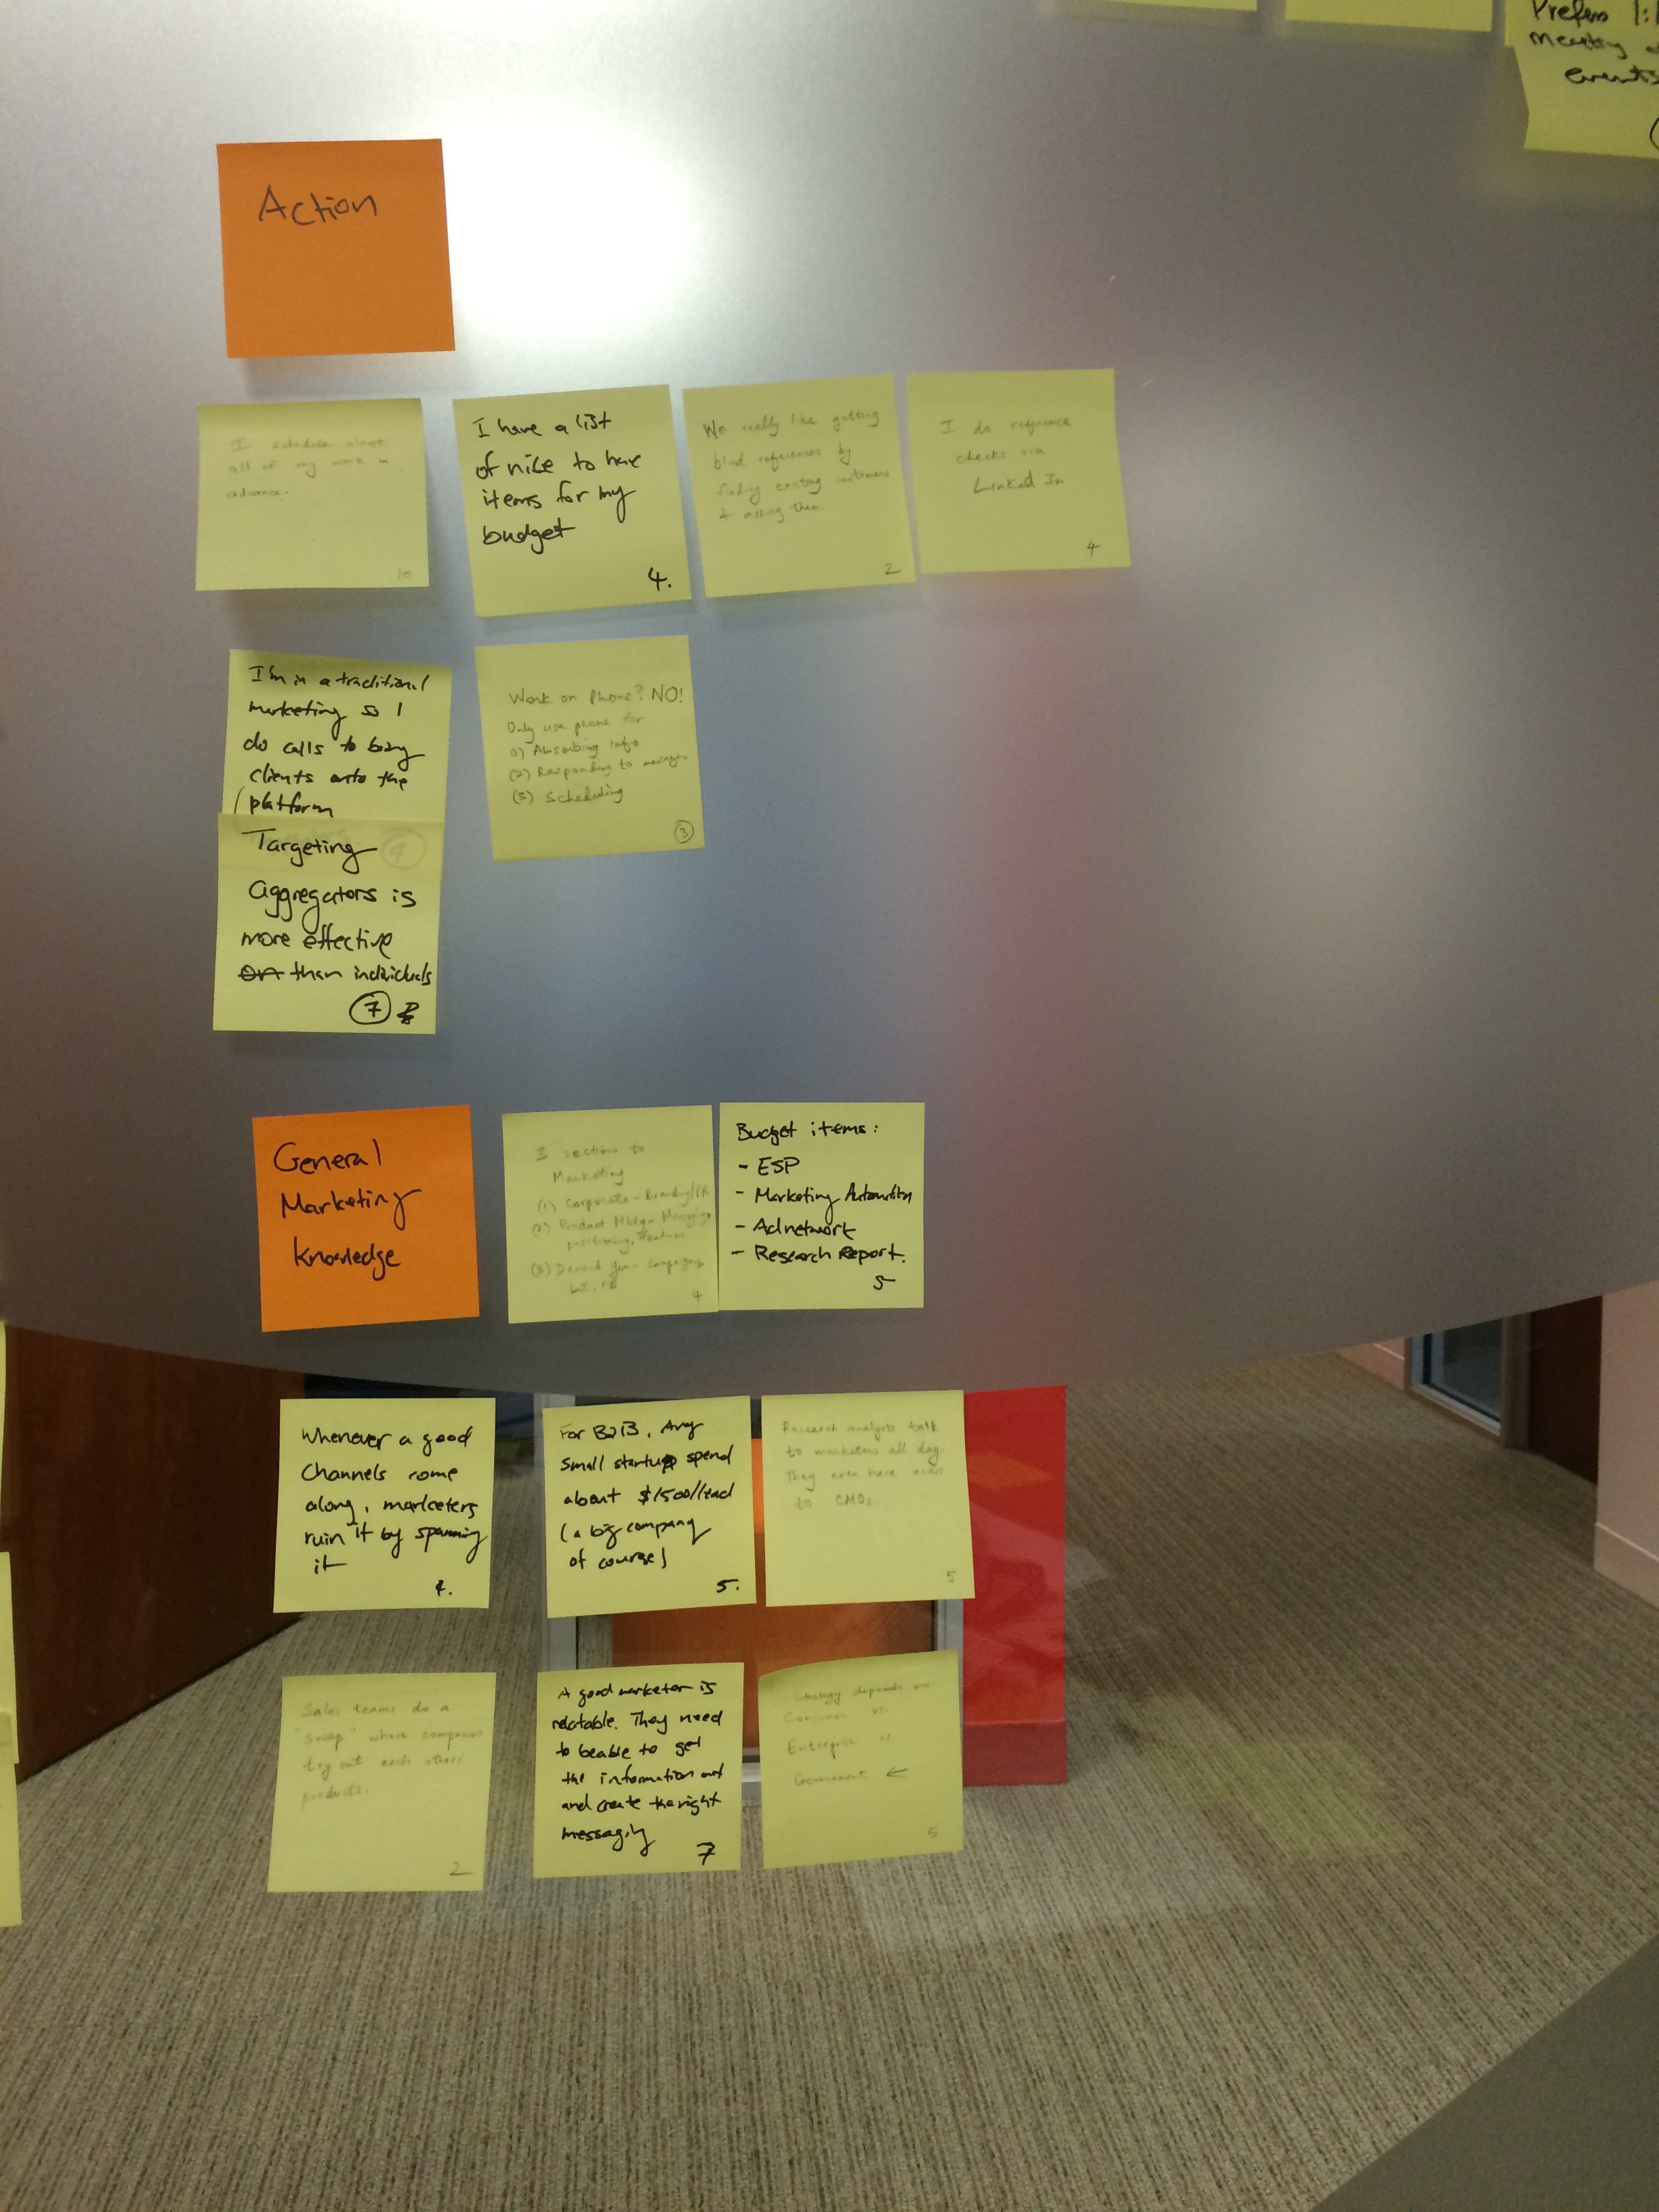 Prefers 1:1
meeting
events
Action
I schedule almost
all of my work in
advance.
10
I have a list
of nice to have
items for my
budget
4.
We really like getting
blind references by
finding existing customers
& asking them.
2
I do reference
checks via
Linked In
4
I'm in a traditional
marketing so I
do calls to bring
clients onto the
platform
Work on Phone? NO!
Only use phone for
(1) Absorbing info
(2) Responding to messages
(3) Scheduling
3
Targeting
aggregators is
more effective
than individuals
7
General
Marketing
Knowledge
3 sections to
Marketing
(1) Corporate - Branding/PR
(2) Product Mktg - Messaging
positioning, features
(3) Demand gen - campaigns
LI, FB
4
Budget items:
- ESP
- Marketing Automation
- Adnetwork
- Research Report.
5
Whenever a good
Channels come
along, marketers
ruin it by spamming
it
4.
For B2B, Avg
small startup spend
about $1500/lead
(a big company
of course)
5.
Research analysts talk
to marketers all day.
They even have access
to CMOs.
5
Sales teams do a
"swap" where companies
try out each others
products.
2
A good marketer is
relatable. They need
to beable to get
the information out
and create the right
messaging
7
Strategy depends on
Consumer vs.
Enterprise vs.
Government ←
5